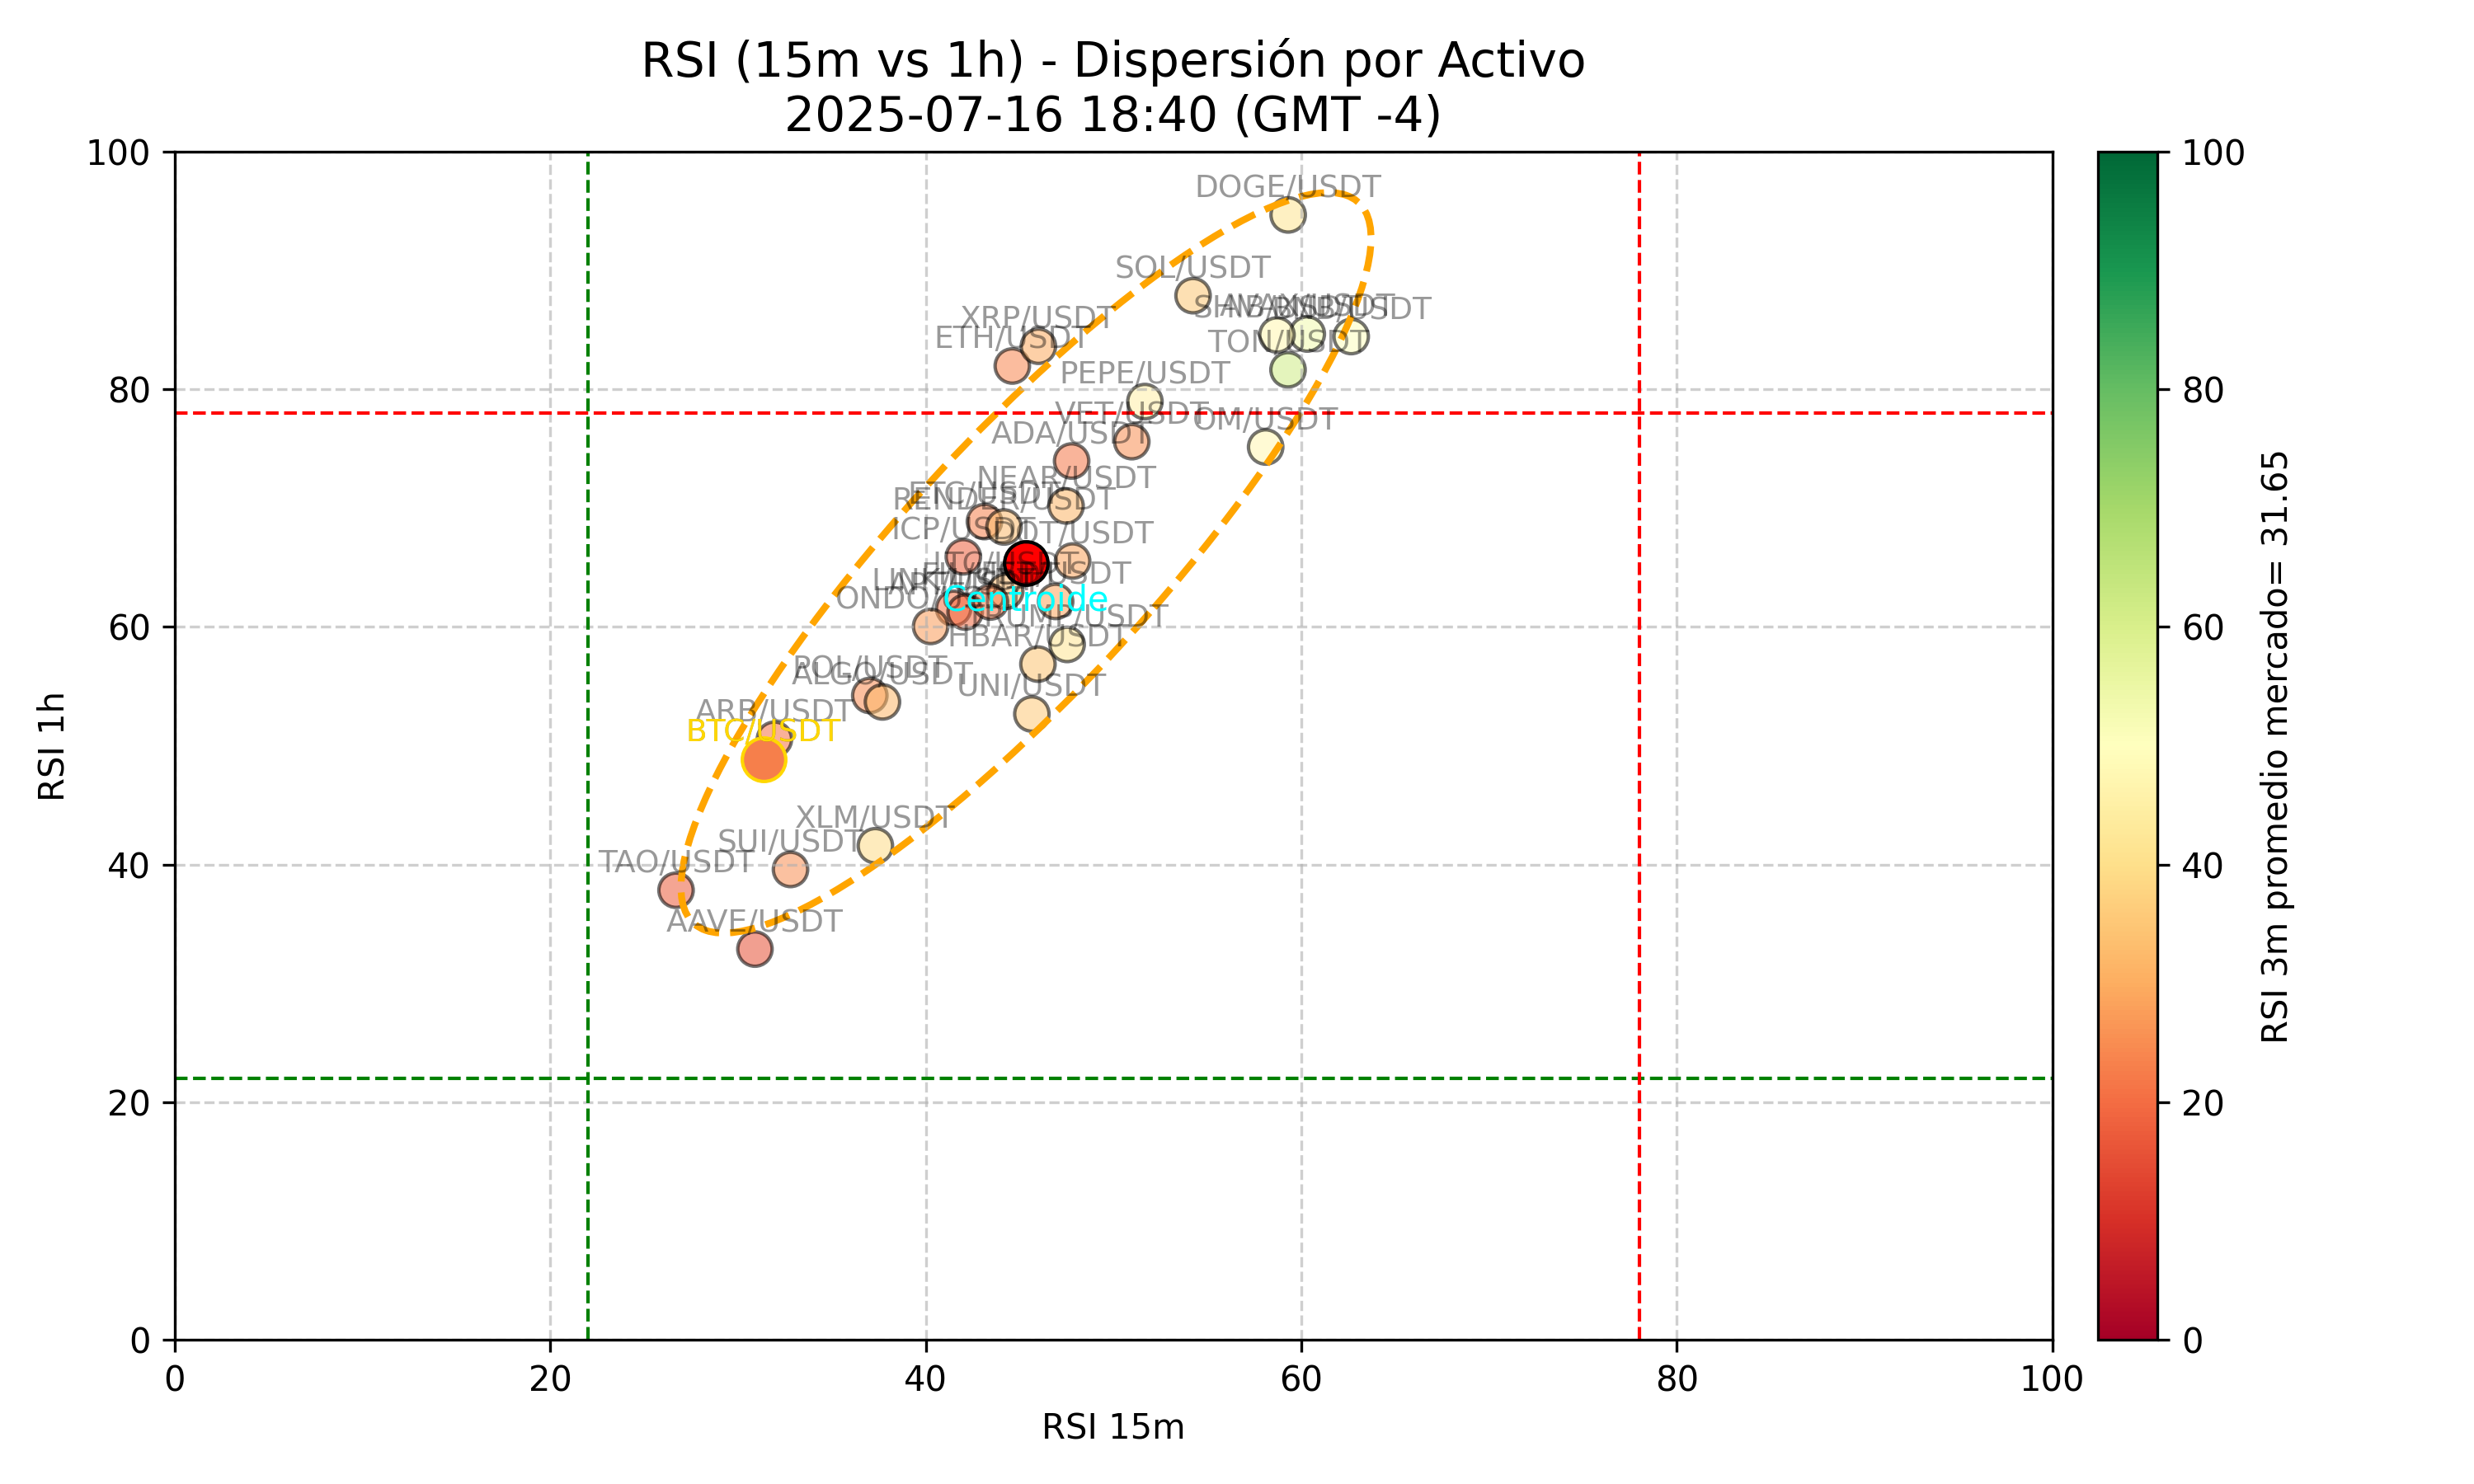 RSI (15m vs 1h) - Dispersión por Activo
2025-07-16 18:40 (GMT -4)
100
80
60
40
20
0
RSI 1h
DOGE/USDT
SOL/USDT
XRP/USDT
ETH/USDT
TON/USDT
PEPE/USDT
VET/USDT
OM/USDT
ADA/USDT
NEAR/USDT
ETC/USDT
RENDER/USDT
ICP/USDT
Centroide
HBAR/USDT
UNI/USDT
POL/USDT
ALGO/USDT
ARB/USDT
BTC/USDT
XLM/USDT
SUI/USDT
TAO/USDT
AAVE/USDT
0
20
40
60
80
100
RSI 15m
100
80
60
40
20
0
RSI 3m promedio mercado= 31.65